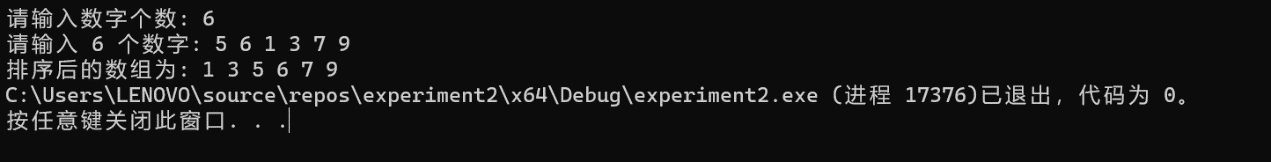 请输入数字个数: 6
请输入 6 个数字: 5 6 1 3 7 9
排序后的数组为: 1 3 5 6 7 9
C:\Users\LENOVO\source\repos\experiment2\x64\Debug\experiment2.exe (进程 17376)已退出，代码为 0。
按任意键关闭此窗口. . .